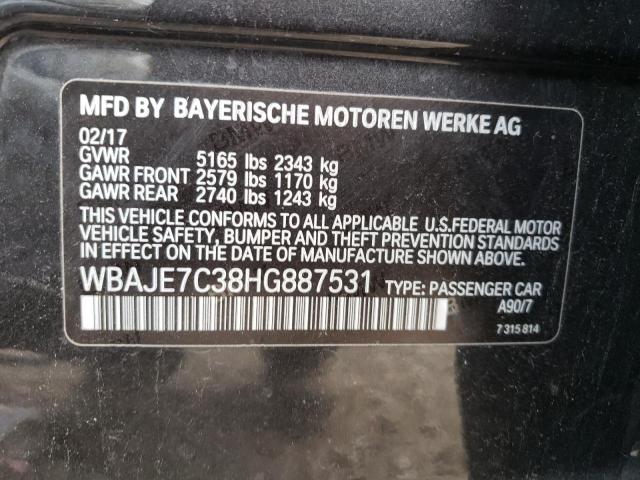 MFD BY BAYERISCHE MOTOREN WERKE AG
02/17
GVWR 5165 lbs 2343 kg
GAWR FRONT 2579 lbs 1170 kg
GAWR REAR 2740 lbs 1243 kg
THIS VEHICLE CONFORMS TO ALL APPLICABLE U.S.FEDERAL MOTOR
VEHICLE SAFETY, BUMPER AND THEFT PREVENTION STANDARDS
IN EFFECT ON THE DATE OF MANUFACTURE SHOWN ABOVE.
WBAJE7C38HG887531 TYPE: PASSENGER CAR
A90/7
7 315 814